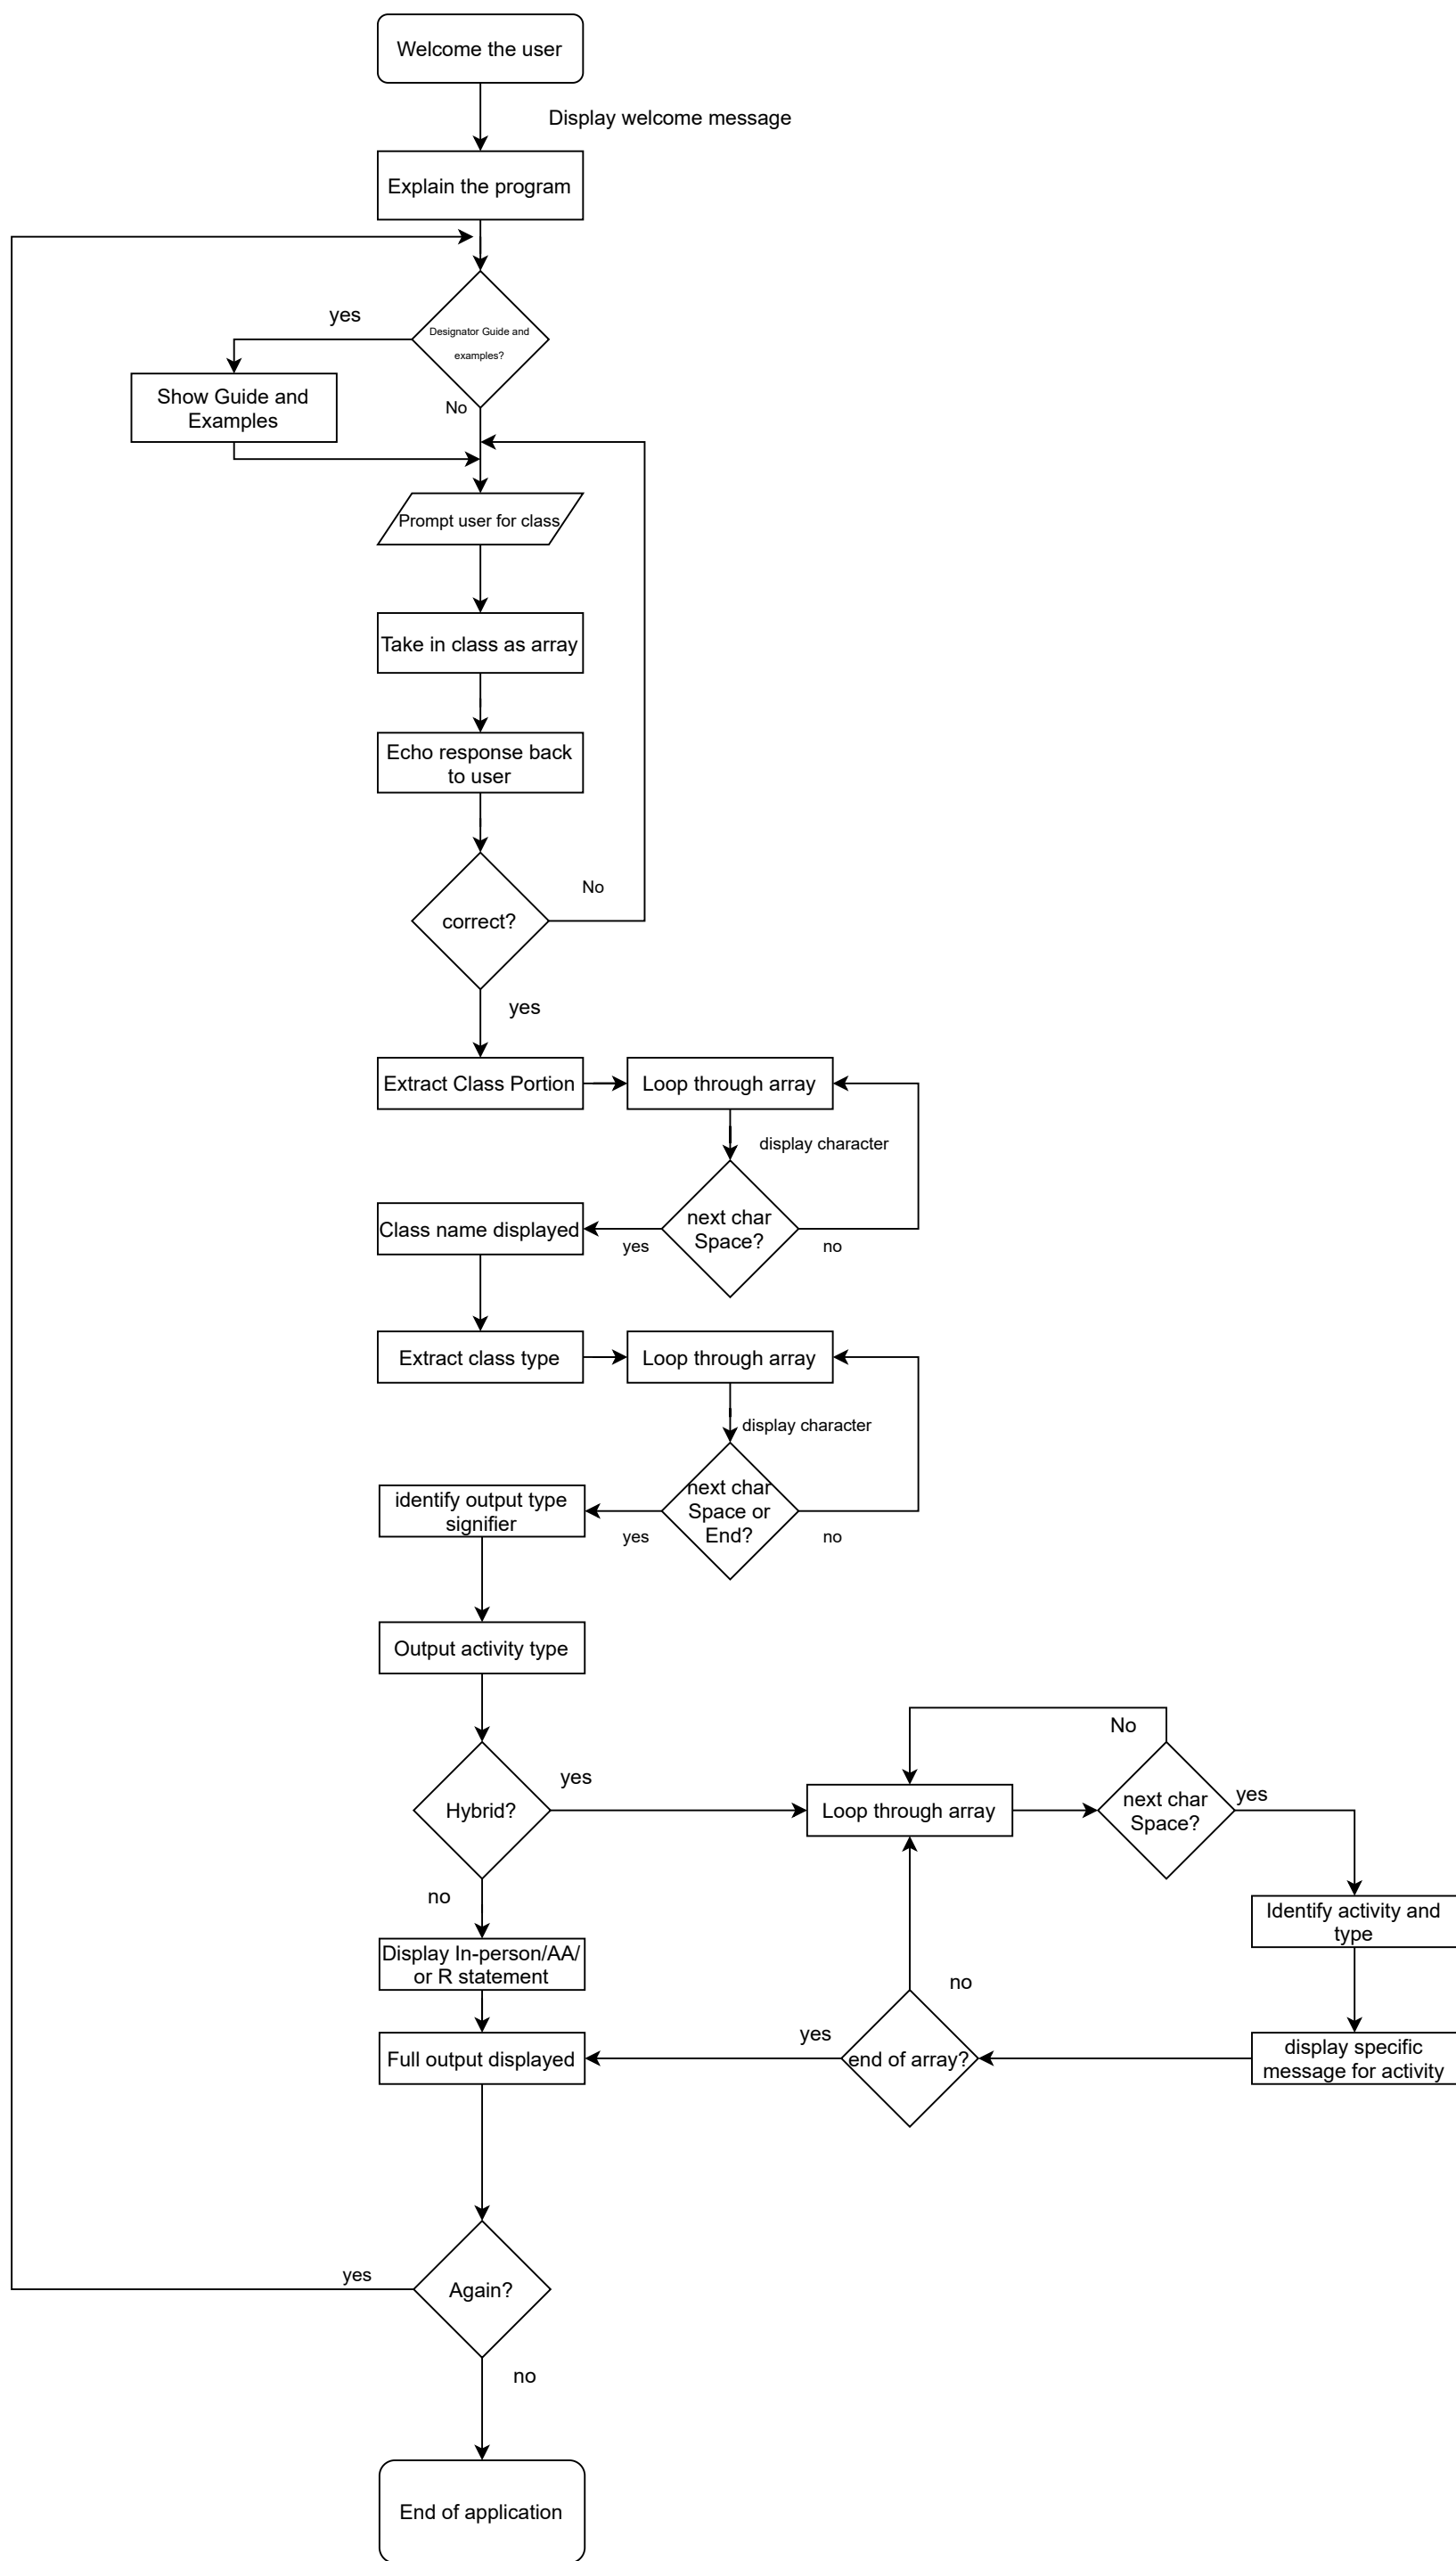 Welcome the user
Display welcome message
Explain the program
yes
Designator Guide and
examples?
Show Guide and
Examples
No
Prompt user for class
Take in class as array
Echo response back
to user
No
correct?
yes
Extract Class Portion
Loop through array
display character
next char
Space?
Class name displayed
yes
no
Extract class type
Loop through array
display character
next char
Space or
End?
identify output type
signifier
yes
no
Output activity type
No
yes
Hybrid?
Loop through array
next char
Space?
yes
no
Identify activity and
type
Display In-person/AA/
or R statement
no
yes
Full output displayed
end of array?
display specific
message for activity
yes
Again?
no
End of application